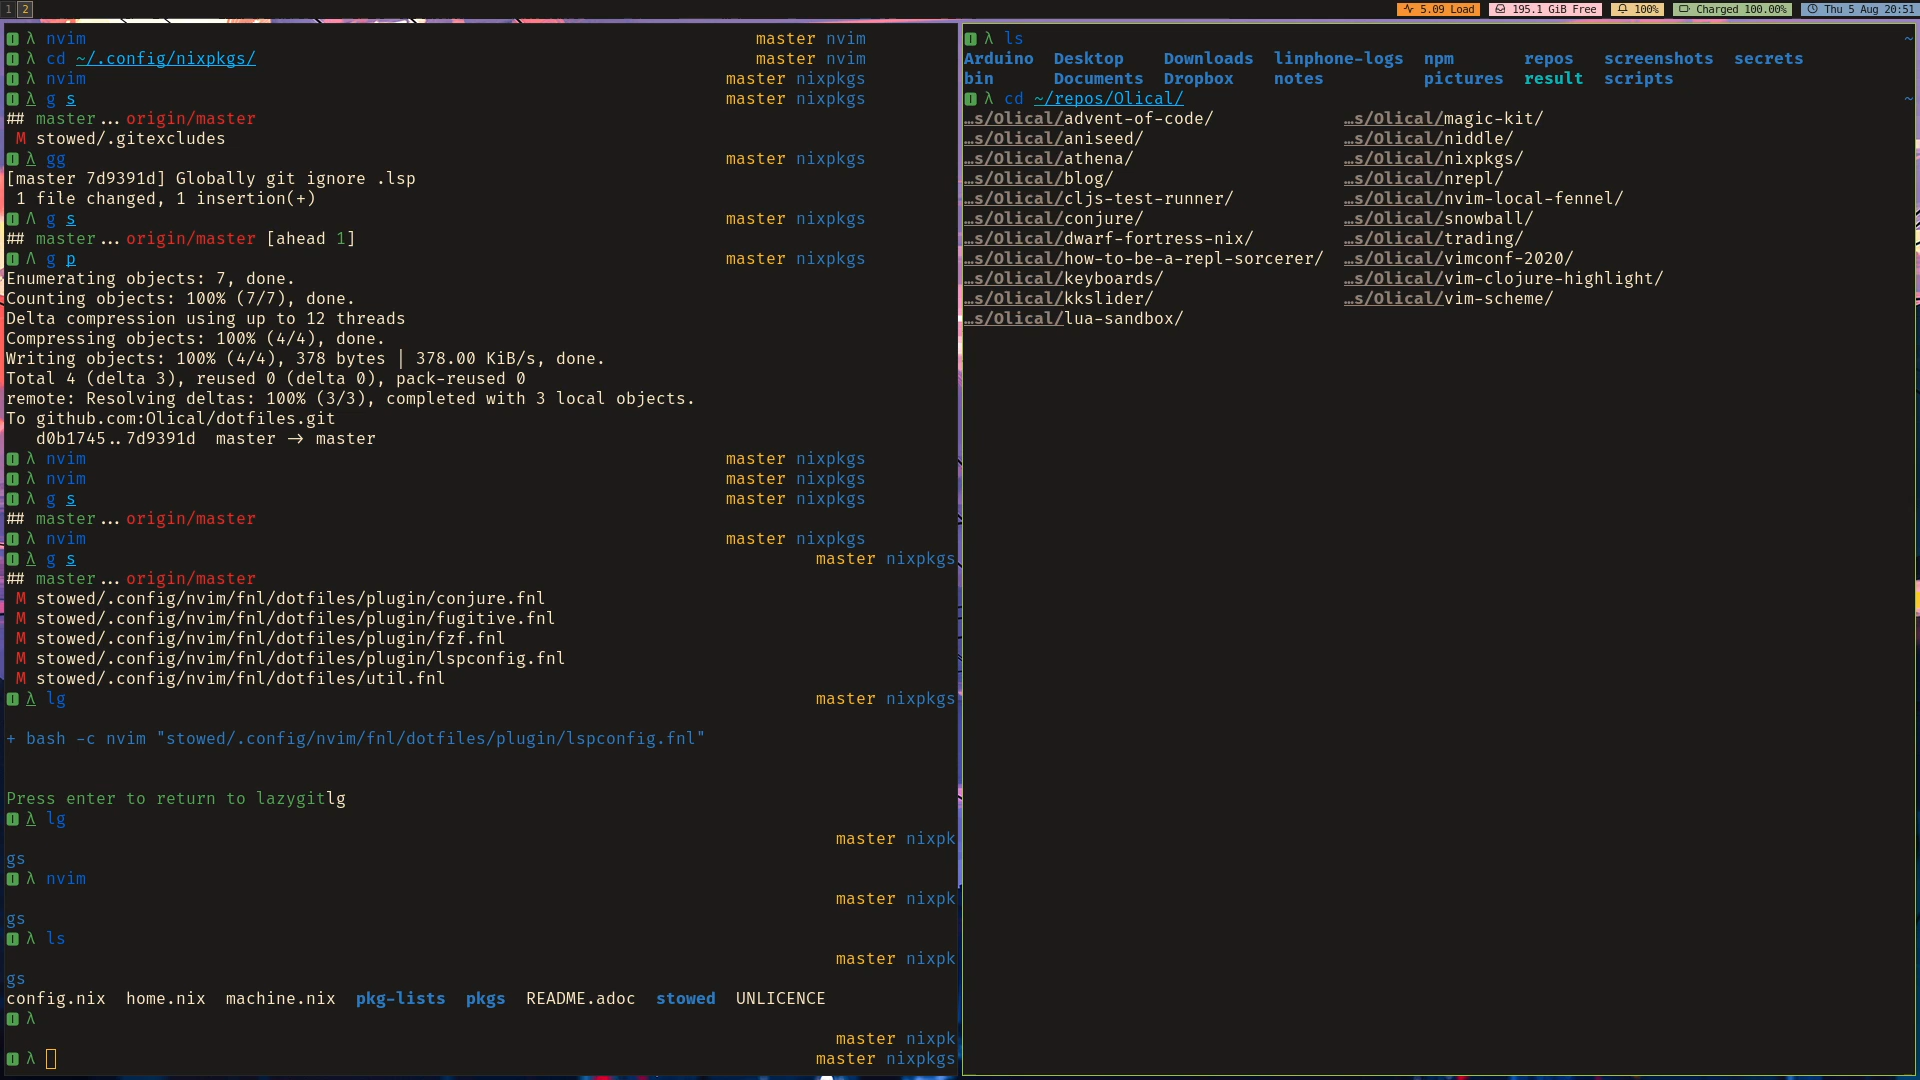 1 2
5.09 Load 195.1 GiB Free 100% Charged 100.00% Thu 5 Aug 20:51
I λ nvim master nvim
I λ cd ~/.config/nixpkgs/ master nvim
I λ nvim master nixpkgs
I λ g s master nixpkgs
## master...origin/master
 M stowed/.gitexcludes
I λ gg master nixpkgs
[master 7d9391d] Globally git ignore .lsp
 1 file changed, 1 insertion(+)
I Λ g s master nixpkgs
## master...origin/master [ahead 1]
I Λ g p master nixpkgs
Enumerating objects: 7, done.
Counting objects: 100% (7/7), done.
Delta compression using up to 12 threads
Compressing objects: 100% (4/4), done.
Writing objects: 100% (4/4), 378 bytes | 378.00 KiB/s, done.
Total 4 (delta 3), reused 0 (delta 0), pack-reused 0
remote: Resolving deltas: 100% (3/3), completed with 3 local objects.
To github.com:Olical/dotfiles.git
   d0b1745..7d9391d  master -> master
I λ nvim master nixpkgs
I λ nvim master nixpkgs
I λ g s master nixpkgs
## master...origin/master
I λ nvim master nixpkgs
I λ g s master nixpkgs
## master...origin/master
 M stowed/.config/nvim/fnl/dotfiles/plugin/conjure.fnl
 M stowed/.config/nvim/fnl/dotfiles/plugin/fugitive.fnl
 M stowed/.config/nvim/fnl/dotfiles/plugin/fzf.fnl
 M stowed/.config/nvim/fnl/dotfiles/plugin/lspconfig.fnl
 M stowed/.config/nvim/fnl/dotfiles/util.fnl
I λ lg master nixpkgs
+ bash -c nvim "stowed/.config/nvim/fnl/dotfiles/plugin/lspconfig.fnl"
Press enter to return to lazygitlg
I λ lg
master nixpk
gs
I λ nvim
master nixpk
gs
I λ ls
master nixpk
gs
config.nix  home.nix  machine.nix  pkg-lists  pkgs  README.adoc  stowed  UNLICENCE
I λ
master nixpk
I λ master nixpkgs
I λ ls ~
Arduino  Desktop  Downloads  linphone-logs  npm  repos  screenshots  secrets
bin  Documents  Dropbox  notes  pictures  result  scripts
I λ cd ~/repos/Olical/ ~
…s/Olical/advent-of-code/ …s/Olical/magic-kit/
…s/Olical/aniseed/ …s/Olical/niddle/
…s/Olical/athena/ …s/Olical/nixpkgs/
…s/Olical/blog/ …s/Olical/nrepl/
…s/Olical/cljs-test-runner/ …s/Olical/nvim-local-fennel/
…s/Olical/conjure/ …s/Olical/snowball/
…s/Olical/dwarf-fortress-nix/ …s/Olical/trading/
…s/Olical/how-to-be-a-repl-sorcerer/ …s/Olical/vimconf-2020/
…s/Olical/keyboards/ …s/Olical/vim-clojure-highlight/
…s/Olical/kkslider/ …s/Olical/vim-scheme/
…s/Olical/lua-sandbox/